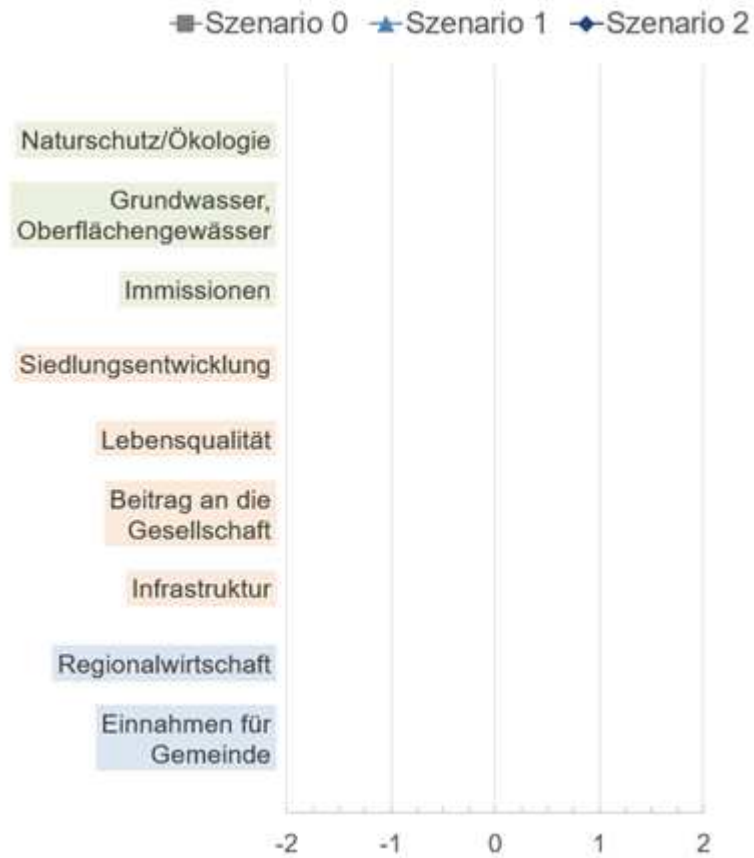 Szenario 0 Szenario 1 Szenario 2
Naturschutz/Ökologie
Grundwasser,
Oberflächengewässer
Immissionen
Siedlungsentwicklung
Lebensqualität
Beitrag an die
Gesellschaft
Infrastruktur
Regionalwirtschaft
Einnahmen für
Gemeinde
-2 -1 0 1 2